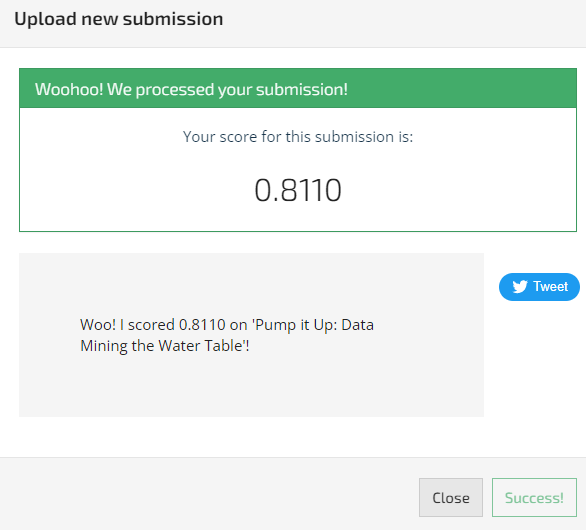 Upload new submission
Woohoo! We processed your submission!
Your score for this submission is:
0.8110
Tweet
Woo! I scored 0.8110 on 'Pump it Up: Data
Mining the Water Table'!
Close
Success!